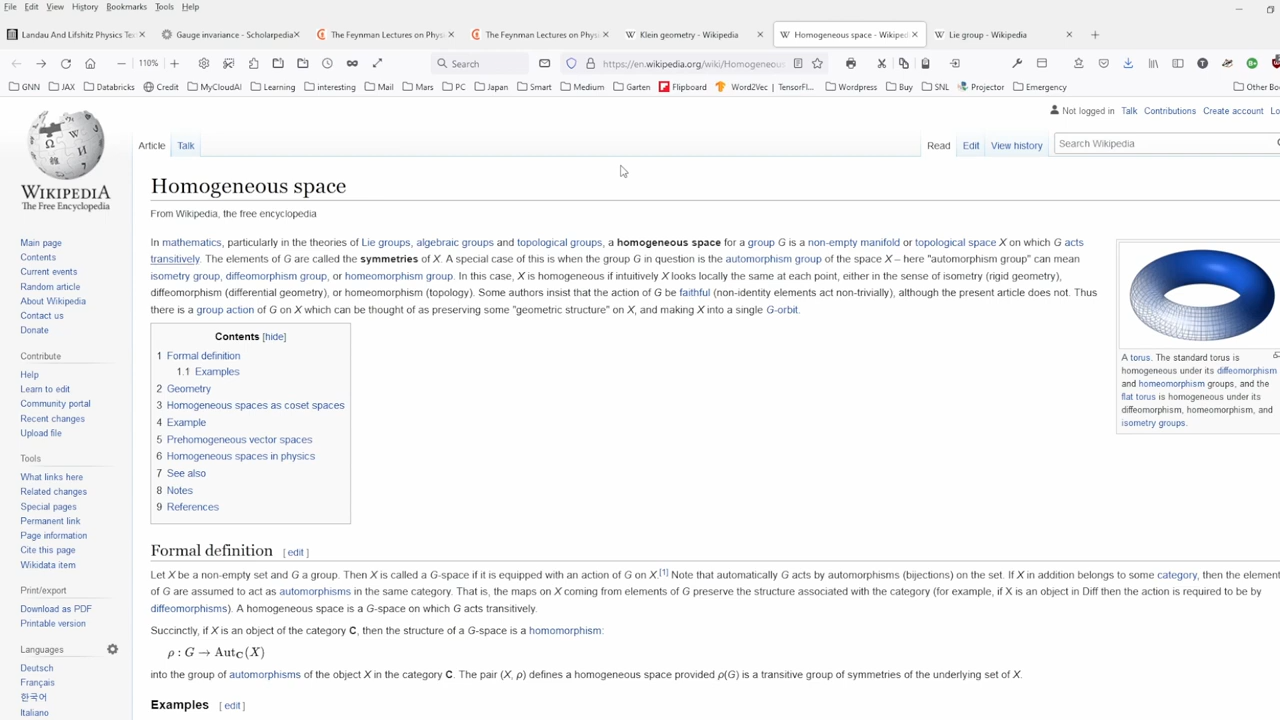 File Edit View History Bookmarks Tools Help
Landau And Lifshitz Physics Tex Gauge invariance - Scholarpedia The Feynman Lectures on Physi The Feynman Lectures on Physi Klein geometry - Wikipedia Homogeneous space - Wikiped Lie group - Wikipedia
110% Search https://en.wikipedia.org/wiki/Homogeneous
GNN JAX Databricks Credit MyCloudAI Learning interesting Mail Mars PC Japan Smart Medium Garten Flipboard Word2Vec | TensorFl... Wordpress Buy SNL Projector Emergency Other Bo
Not logged in Talk Contributions Create account Lo
Article Talk Read Edit View history Search Wikipedia
WIKIPEDIA
The Free Encyclopedia
Homogeneous space
From Wikipedia, the free encyclopedia
In mathematics, particularly in the theories of Lie groups, algebraic groups and topological groups, a homogeneous space for a group G is a non-empty manifold or topological space X on which G acts
transitively. The elements of G are called the symmetries of X. A special case of this is when the group G in question is the automorphism group of the space X – here "automorphism group" can mean
isometry group, diffeomorphism group, or homeomorphism group. In this case, X is homogeneous if intuitively X looks locally the same at each point, either in the sense of isometry (rigid geometry),
diffeomorphism (differential geometry), or homeomorphism (topology). Some authors insist that the action of G be faithful (non-identity elements act non-trivially), although the present article does not. Thus
there is a group action of G on X which can be thought of as preserving some "geometric structure" on X, and making X into a single G-orbit.
A torus. The standard torus is
homogeneous under its diffeomorphism
and homeomorphism groups, and the
flat torus is homogeneous under its
diffeomorphism, homeomorphism, and
isometry groups.
Contents [hide]
1 Formal definition
1.1 Examples
2 Geometry
3 Homogeneous spaces as coset spaces
4 Example
5 Prehomogeneous vector spaces
6 Homogeneous spaces in physics
7 See also
8 Notes
9 References
Formal definition [ edit ]
Let X be a non-empty set and G a group. Then X is called a G-space if it is equipped with an action of G on X.[1] Note that automatically G acts by automorphisms (bijections) on the set. If X in addition belongs to some category, then the element
of G are assumed to act as automorphisms in the same category. That is, the maps on X coming from elements of G preserve the structure associated with the category (for example, if X is an object in Diff then the action is required to be by
diffeomorphisms). A homogeneous space is a G-space on which G acts transitively.
Succinctly, if X is an object of the category C, then the structure of a G-space is a homomorphism:
ρ : G → Aut_C(X)
into the group of automorphisms of the object X in the category C. The pair (X, ρ) defines a homogeneous space provided ρ(G) is a transitive group of symmetries of the underlying set of X.
Examples [ edit ]
Main page
Contents
Current events
Random article
About Wikipedia
Contact us
Donate
Contribute
Help
Learn to edit
Community portal
Recent changes
Upload file
Tools
What links here
Related changes
Special pages
Permanent link
Page information
Cite this page
Wikidata item
Print/export
Download as PDF
Printable version
Languages
Deutsch
Français
한국어
Italiano